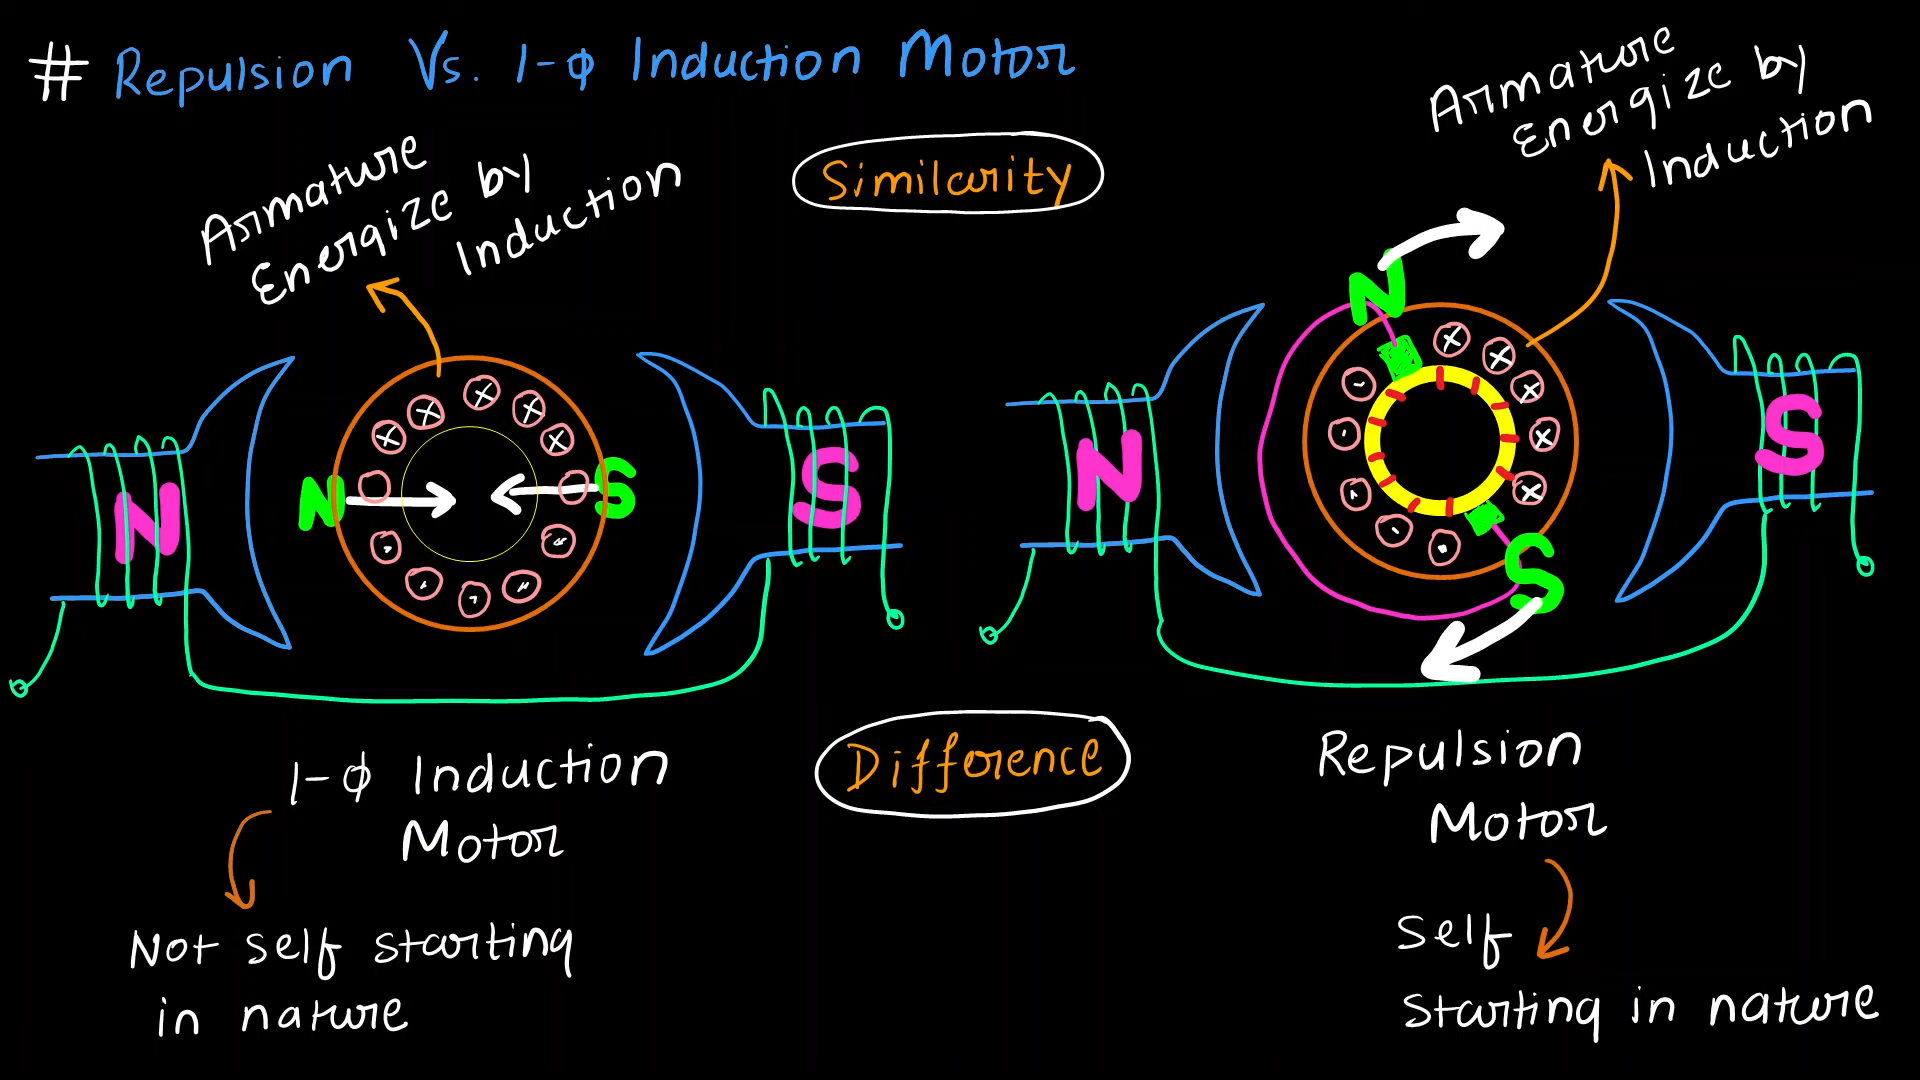 # Repulsion Vs. 1-φ Induction Motor
Similarity
Armature
Energize by
Induction
Armature
Energize by
Induction
N
N
S
S
N
N
S
S
1-φ Induction
Motor
Difference
Repulsion
Motor
Not self starting
in nature
Self
Starting in nature